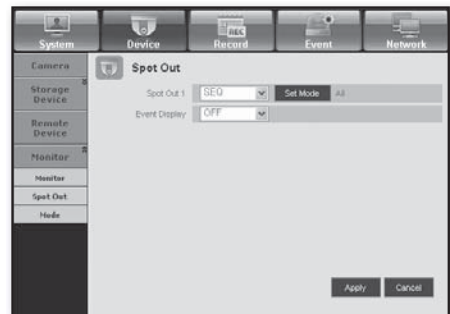 System Device Record Event Network
REC
Camera
Storage
Device
Remote
Device
Monitor
Monitor
Spot Out
Mode
Spot Out
Spot Out 1 SEQ Set Mode All
Event Display OFF
Apply Cancel